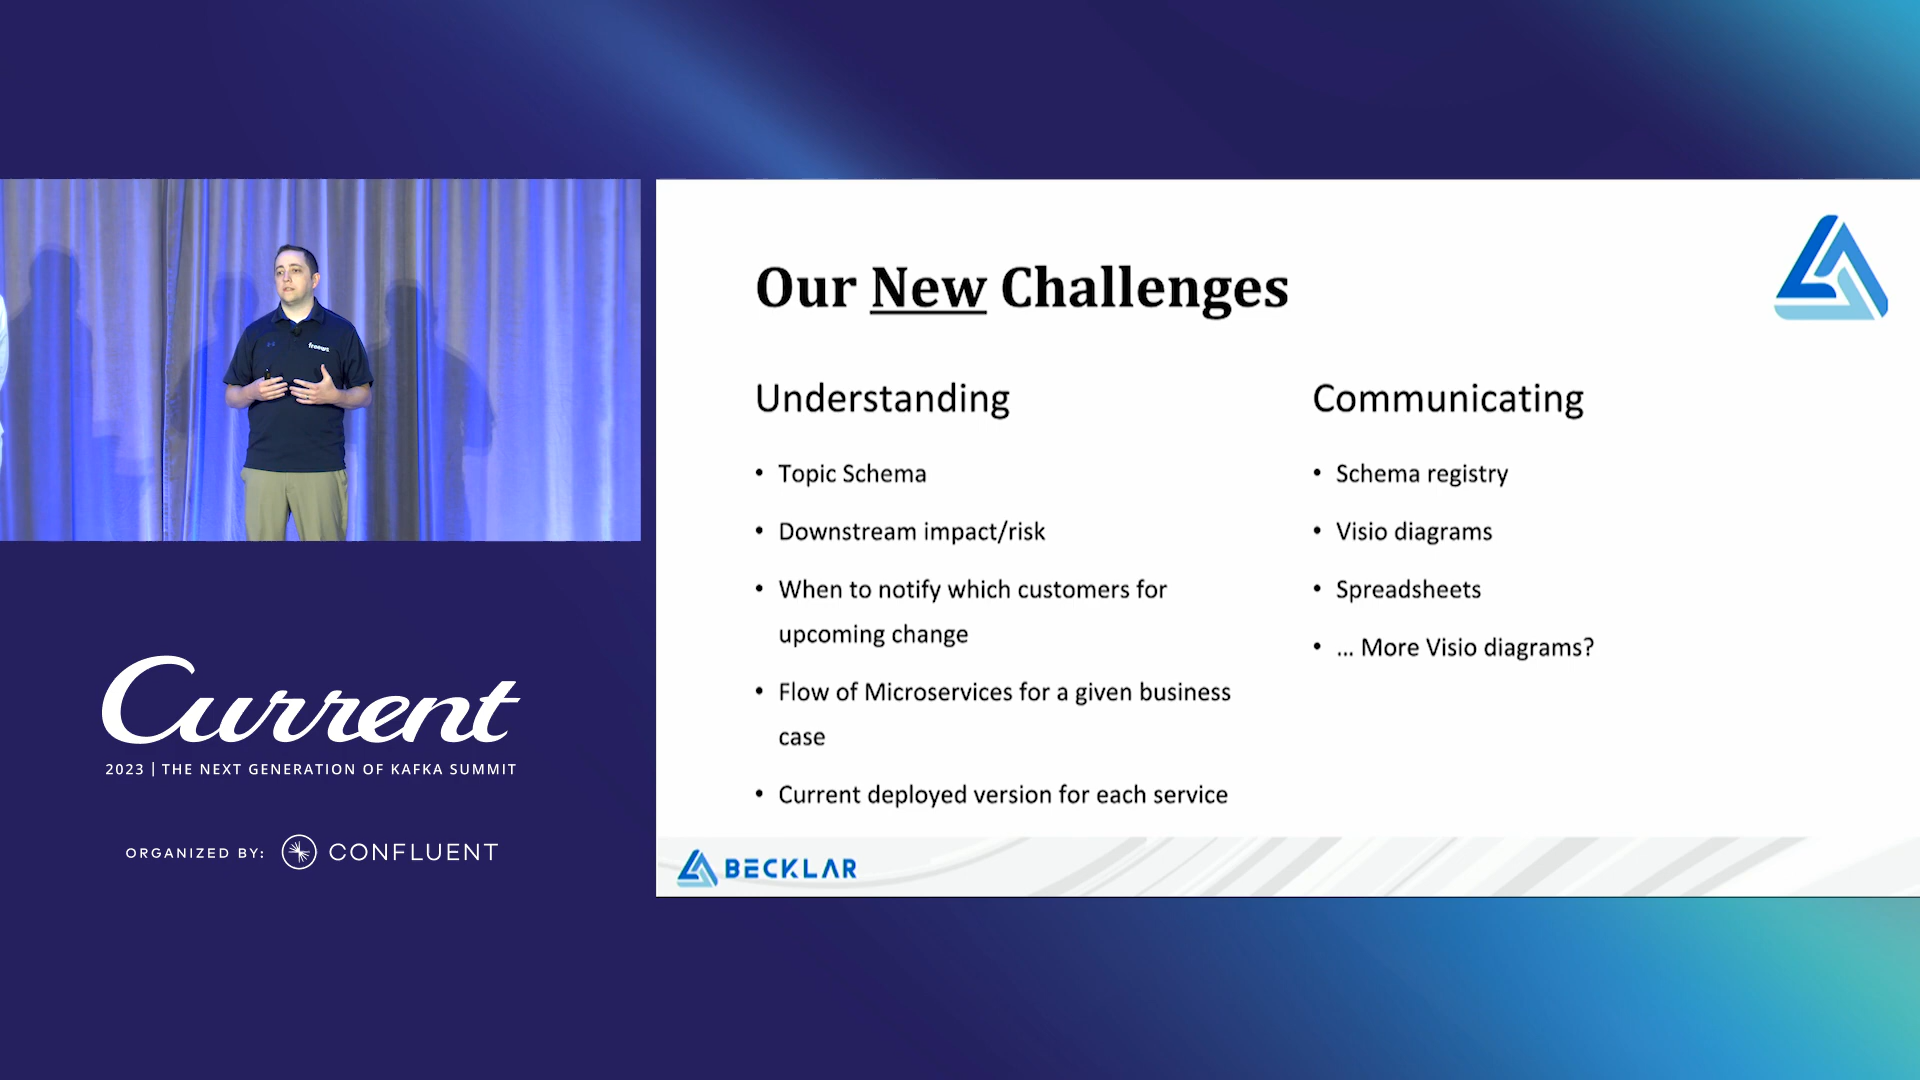 Our New Challenges
Understanding
• Topic Schema
• Downstream impact/risk
• When to notify which customers for
upcoming change
• Flow of Microservices for a given business
case
• Current deployed version for each service
Communicating
• Schema registry
• Visio diagrams
• Spreadsheets
• ... More Visio diagrams?
BECKLAR
Current
2023 | THE NEXT GENERATION OF KAFKA SUMMIT
ORGANIZED BY: CONFLUENT